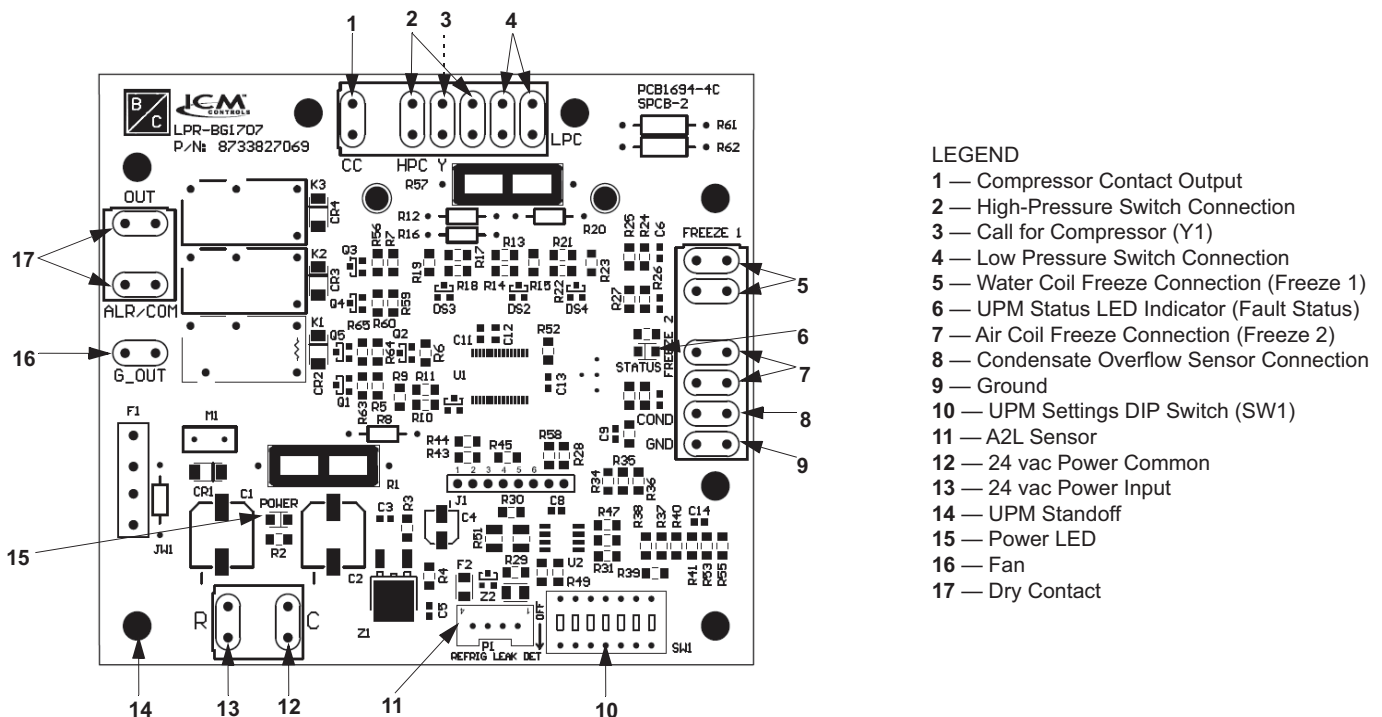 1 2 3 4
B/C
ICM
CONTROLS
LPR-BG1707
P/N: 8733827069
PCB1694-4C
SPCB-2
R61
R62
CC HPC Y LPC
R57
OUT
K3
CR4
R12
R16
R20
FREEZE 1
17
K2
CR3
Q3 R56 R7
R19 R17 R18 R13 R14 R15 R21 R22 R23
R25 R24 C6
R26
R27
5
Q4 R59
DS3 DS2 DS4
ALR/COM
R65 R60
K1
Q5 Q2
R64 R6
C11 C12
R52
FREEZE 2
STATUS
6
16
G_OUT
CR2
Q1 R63 R5
R9 R11
R10
U1
C13
7
F1
M1
R8
C9
COND
8
GND
R44
R43
R45
R58
R28
9
1 2 3 4 5 6
R34 R35 R36
CR1
C1
POWER
R1
C3 R3
J1
C4
R30
C8
R47
R38 R37 R40 C14
15
JW1
R2
C2
R51
R29
U2
R31
R39
R41 R53 R55
R4
F2
Z2
R49
C5
Z1
R C
4 1
P1
REFRIG LEAK DET
OFF
SW1
14 13 12 11 10
LEGEND
1 — Compressor Contact Output
2 — High-Pressure Switch Connection
3 — Call for Compressor (Y1)
4 — Low Pressure Switch Connection
5 — Water Coil Freeze Connection (Freeze 1)
6 — UPM Status LED Indicator (Fault Status)
7 — Air Coil Freeze Connection (Freeze 2)
8 — Condensate Overflow Sensor Connection
9 — Ground
10 — UPM Settings DIP Switch (SW1)
11 — A2L Sensor
12 — 24 vac Power Common
13 — 24 vac Power Input
14 — UPM Standoff
15 — Power LED
16 — Fan
17 — Dry Contact